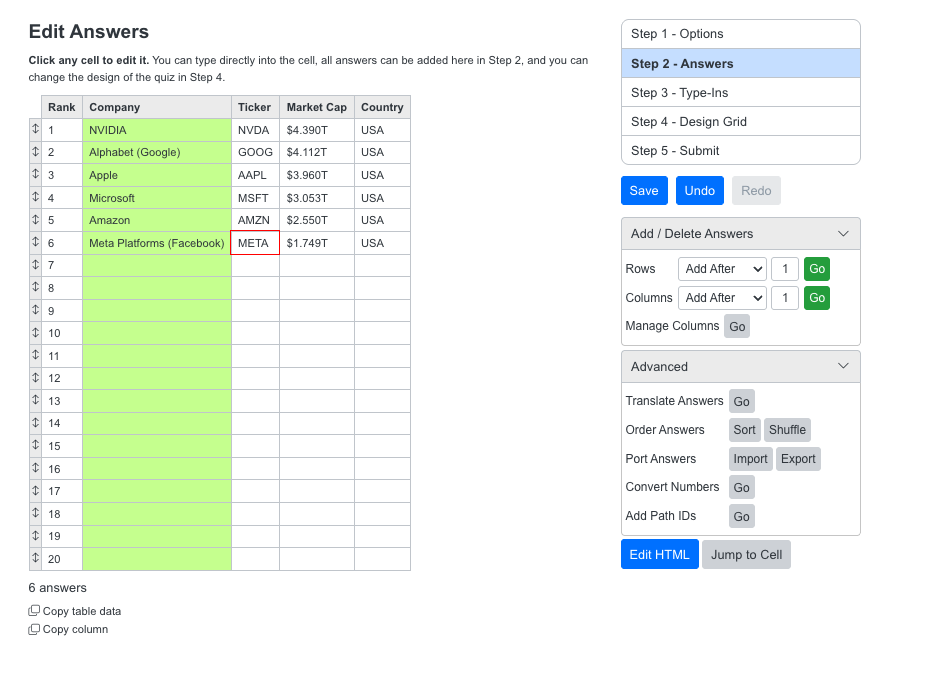 Edit Answers
Click any cell to edit it. You can type directly into the cell, all answers can be added here in Step 2, and you can
change the design of the quiz in Step 4.
Rank Company Ticker Market Cap Country
1 NVIDIA NVDA $4.390T USA
2 Alphabet (Google) GOOG $4.112T USA
3 Apple AAPL $3.960T USA
4 Microsoft MSFT $3.053T USA
5 Amazon AMZN $2.550T USA
6 Meta Platforms (Facebook) META $1.749T USA
7
8
9
10
11
12
13
14
15
16
17
18
19
20
6 answers
Copy table data
Copy column
Step 1 - Options
Step 2 - Answers
Step 3 - Type-Ins
Step 4 - Design Grid
Step 5 - Submit
Save Undo Redo
Add / Delete Answers
Rows Add After 1 Go
Columns Add After 1 Go
Manage Columns Go
Advanced
Translate Answers Go
Order Answers Sort Shuffle
Port Answers Import Export
Convert Numbers Go
Add Path IDs Go
Edit HTML Jump to Cell